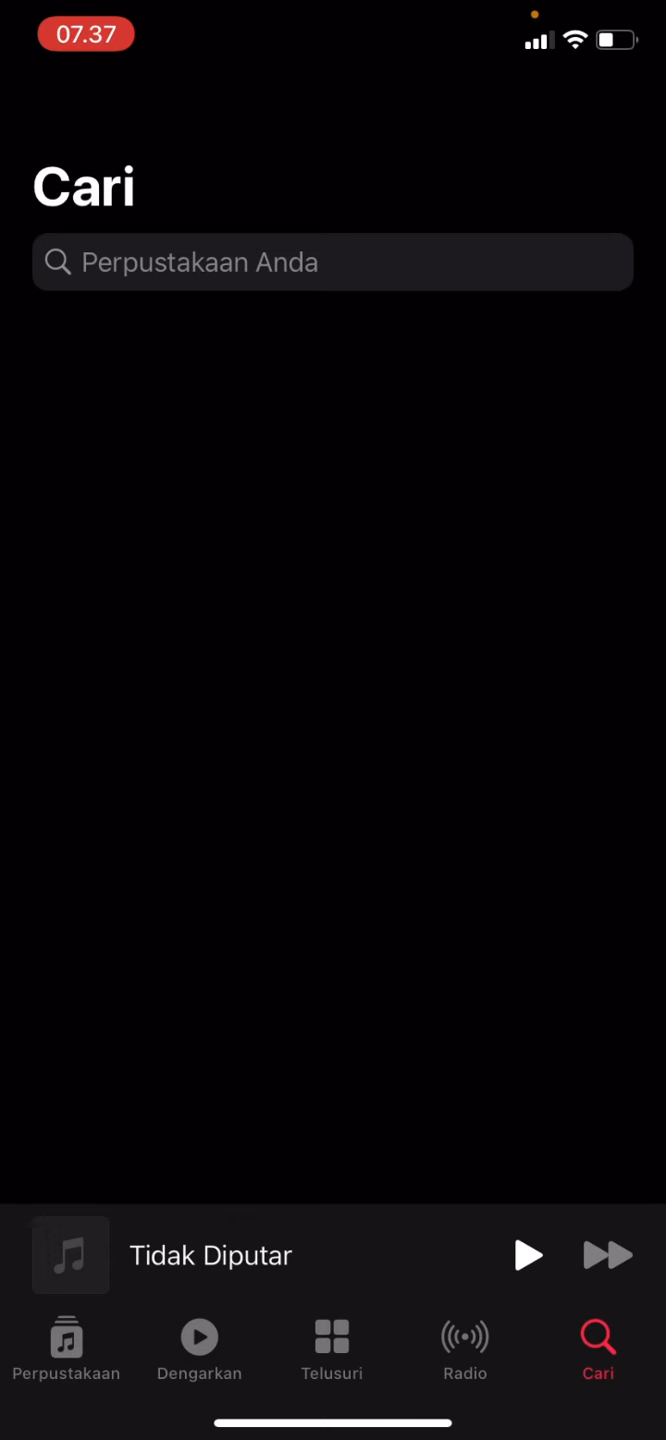 07.37
Cari
Perpustakaan Anda
Tidak Diputar
Perpustakaan
Dengarkan
Telusuri
Radio
Cari